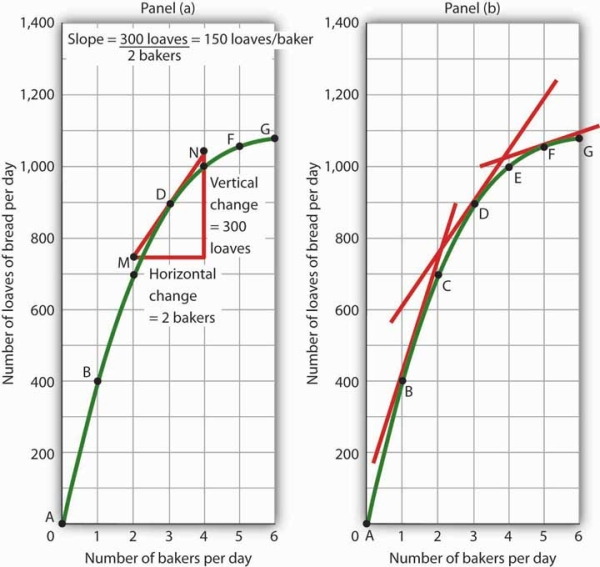 Panel (a)
Slope = 300 loaves = 150 loaves/baker
2 bakers
Number of loaves of bread per day
1,400
1,200
1,000
800
600
400
200
0
A
B
M
D
N
F
G
Vertical
change
= 300
loaves
Horizontal
change
= 2 bakers
1 2 3 4 5 6
Number of bakers per day
Panel (b)
Number of loaves of bread per day
1,400
1,200
1,000
800
600
400
200
0
A
B
C
D
E
F
G
1 2 3 4 5 6
Number of bakers per day